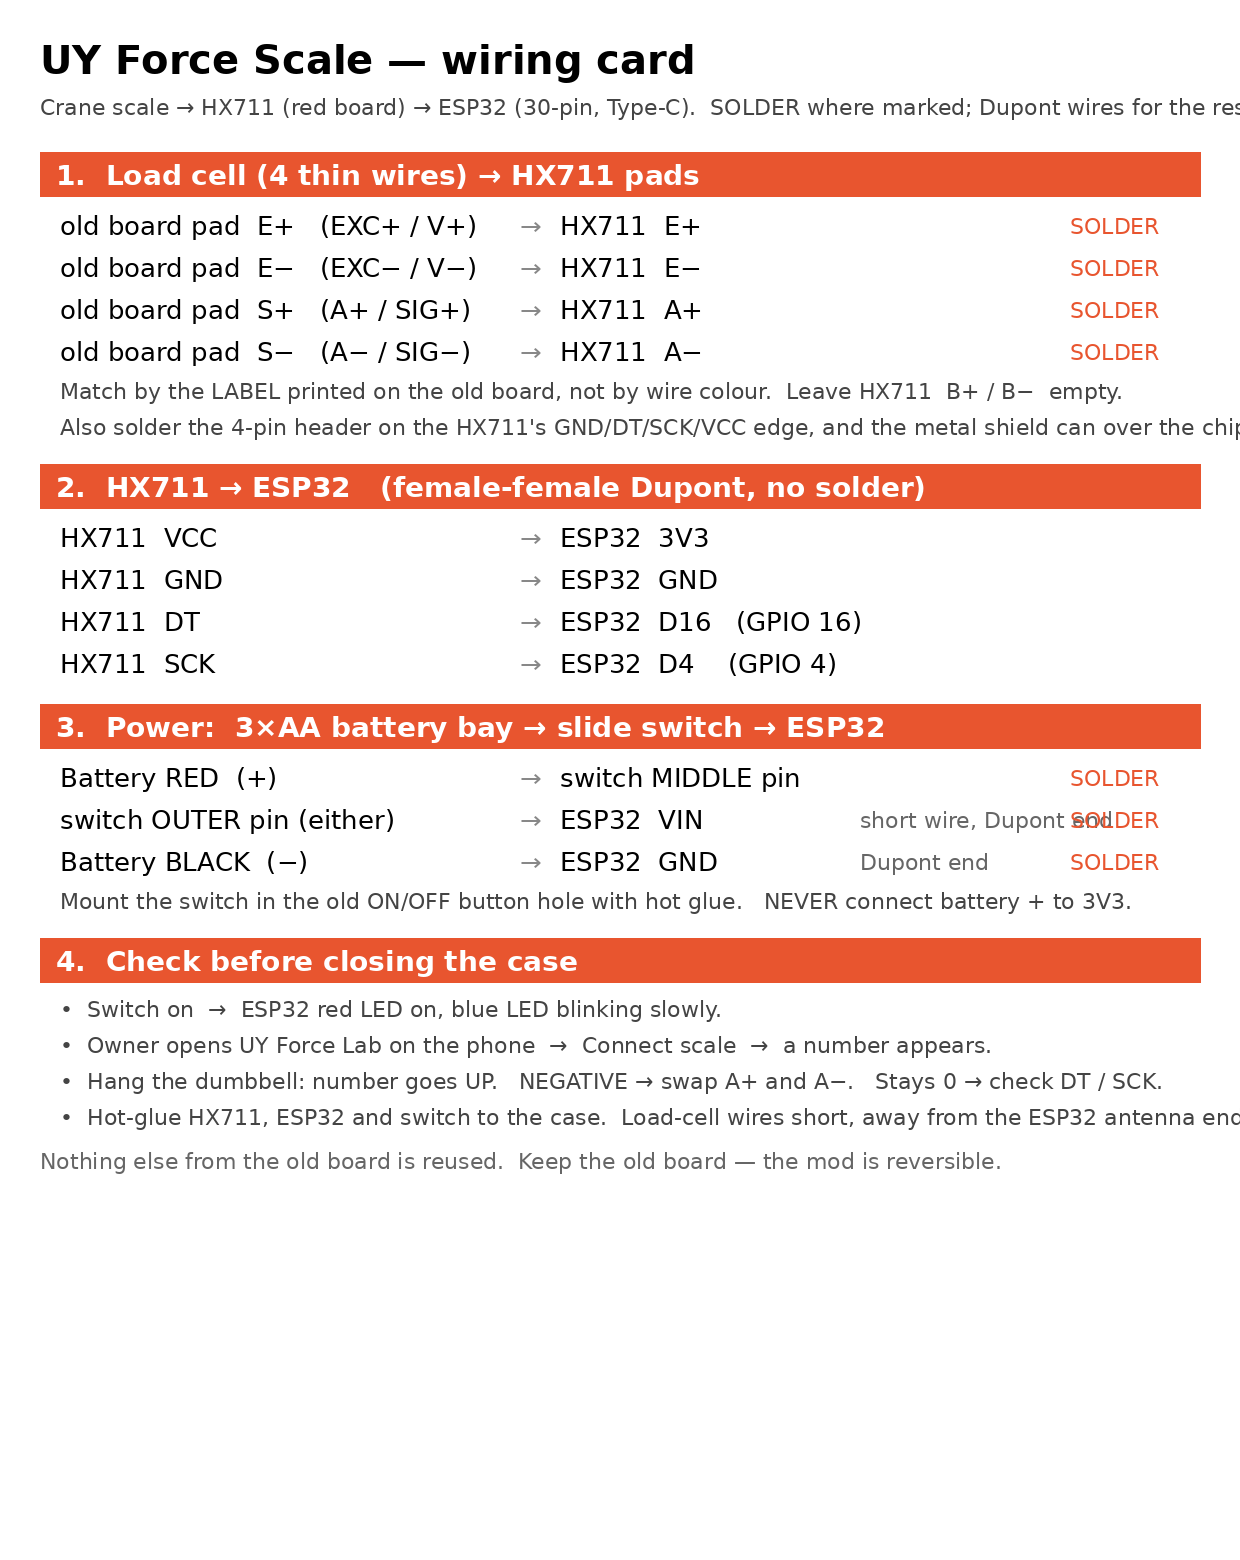 UY Force Scale — wiring card
Crane scale → HX711 (red board) → ESP32 (30-pin, Type-C).  SOLDER where marked; Dupont wires for the
1.  Load cell (4 thin wires) → HX711 pads
old board pad  E+   (EXC+ / V+)   →   HX711  E+   SOLDER
old board pad  E−   (EXC− / V−)   →   HX711  E−   SOLDER
old board pad  S+   (A+ / SIG+)   →   HX711  A+   SOLDER
old board pad  S−   (A− / SIG−)   →   HX711  A−   SOLDER
Match by the LABEL printed on the old board, not by wire colour.  Leave HX711  B+ / B−  empty.
Also solder the 4-pin header on the HX711's GND/DT/SCK/VCC edge, and the metal shield can over the
2.  HX711 → ESP32   (female-female Dupont, no solder)
HX711  VCC   →   ESP32  3V3
HX711  GND   →   ESP32  GND
HX711  DT   →   ESP32  D16   (GPIO 16)
HX711  SCK   →   ESP32  D4    (GPIO 4)
3.  Power:  3×AA battery bay → slide switch → ESP32
Battery RED  (+)   →   switch MIDDLE pin   SOLDER
switch OUTER pin (either)   →   ESP32  VIN   short wire, Dupont end   SOLDER
Battery BLACK  (−)   →   ESP32  GND   Dupont end   SOLDER
Mount the switch in the old ON/OFF button hole with hot glue.   NEVER connect battery + to 3V3.
4.  Check before closing the case
•  Switch on  →  ESP32 red LED on, blue LED blinking slowly.
•  Owner opens UY Force Lab on the phone  →  Connect scale  →  a number appears.
•  Hang the dumbbell: number goes UP.   NEGATIVE → swap A+ and A−.   Stays 0 → check DT / SCK.
•  Hot-glue HX711, ESP32 and switch to the case.  Load-cell wires short, away from the ESP32 antenna end
Nothing else from the old board is reused.  Keep the old board — the mod is reversible.